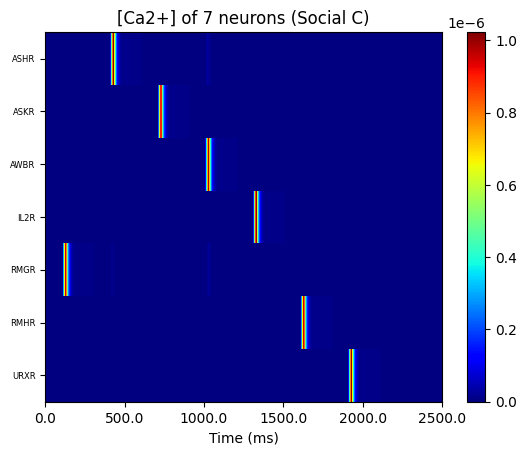 [Ca2+] of 7 neurons (Social C)
1e−6
ASHR
ASKR
AWBR
IL2R
RMGR
RMHR
URXR
0.0
500.0
1000.0
1500.0
2000.0
2500.0
Time (ms)
1.0
0.8
0.6
0.4
0.2
0.0